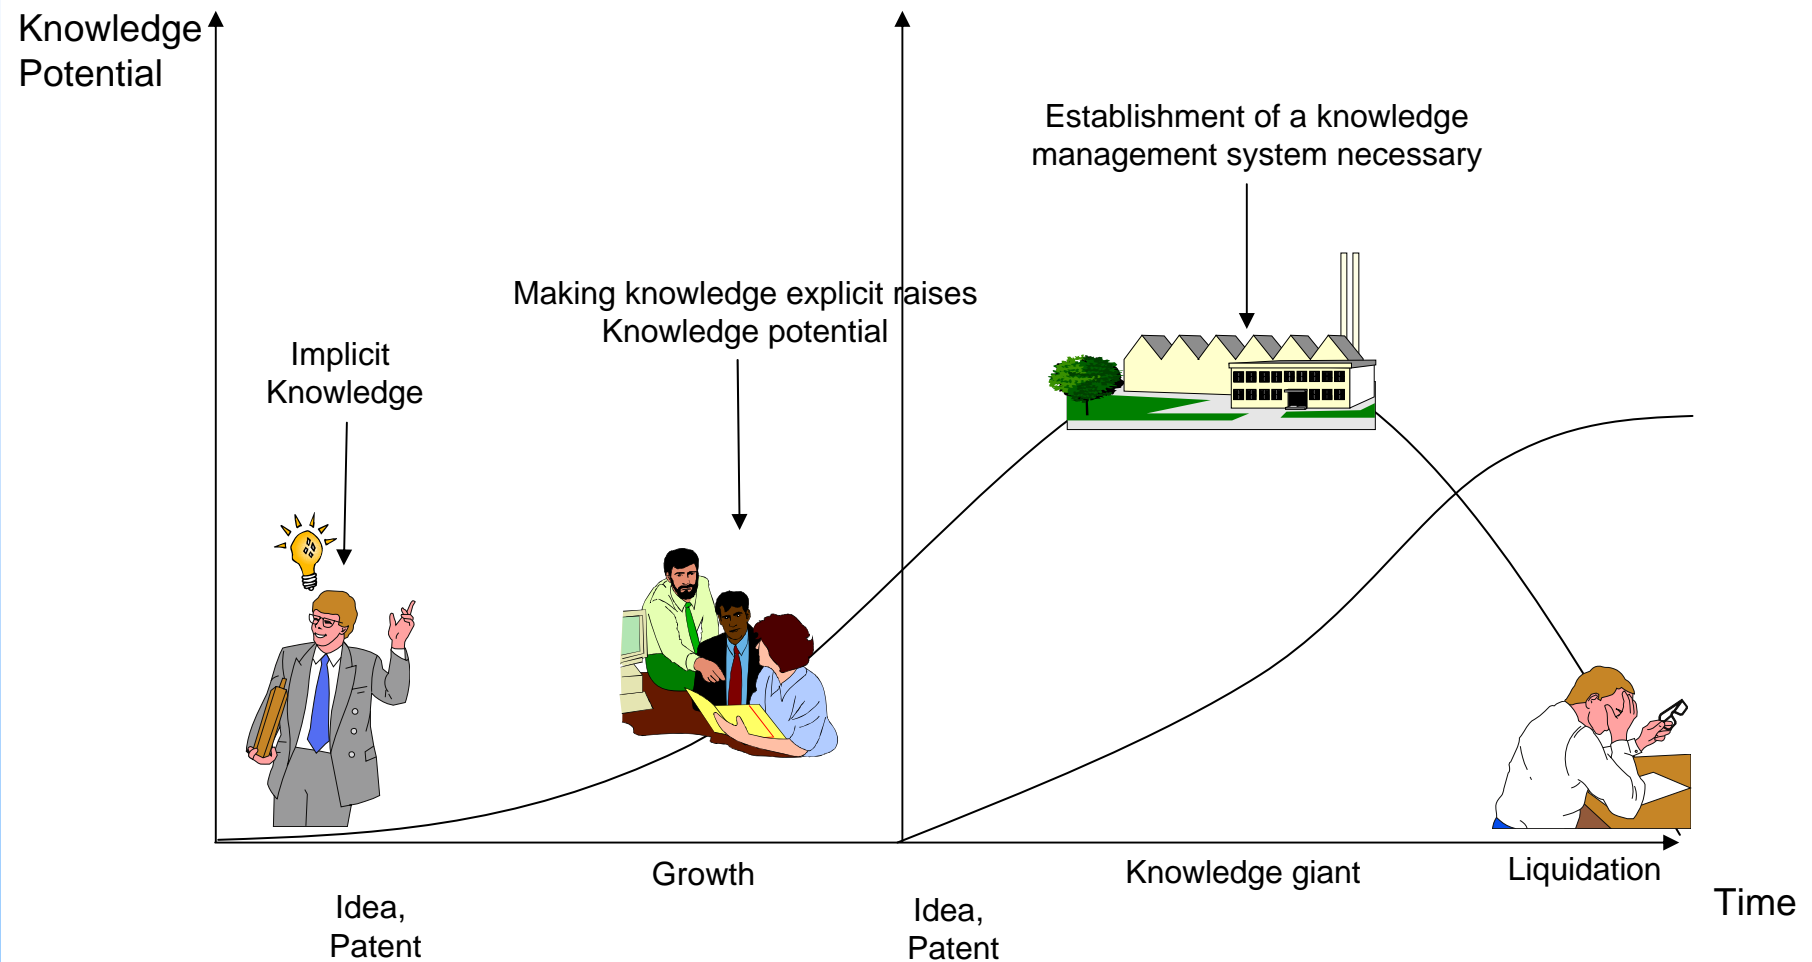 Knowledge
Potential
Establishment of a knowledge
management system necessary
Making knowledge explicit raises
Knowledge potential
Implicit
Knowledge
Growth
Knowledge giant
Liquidation
Time
Idea,
Patent
Idea,
Patent